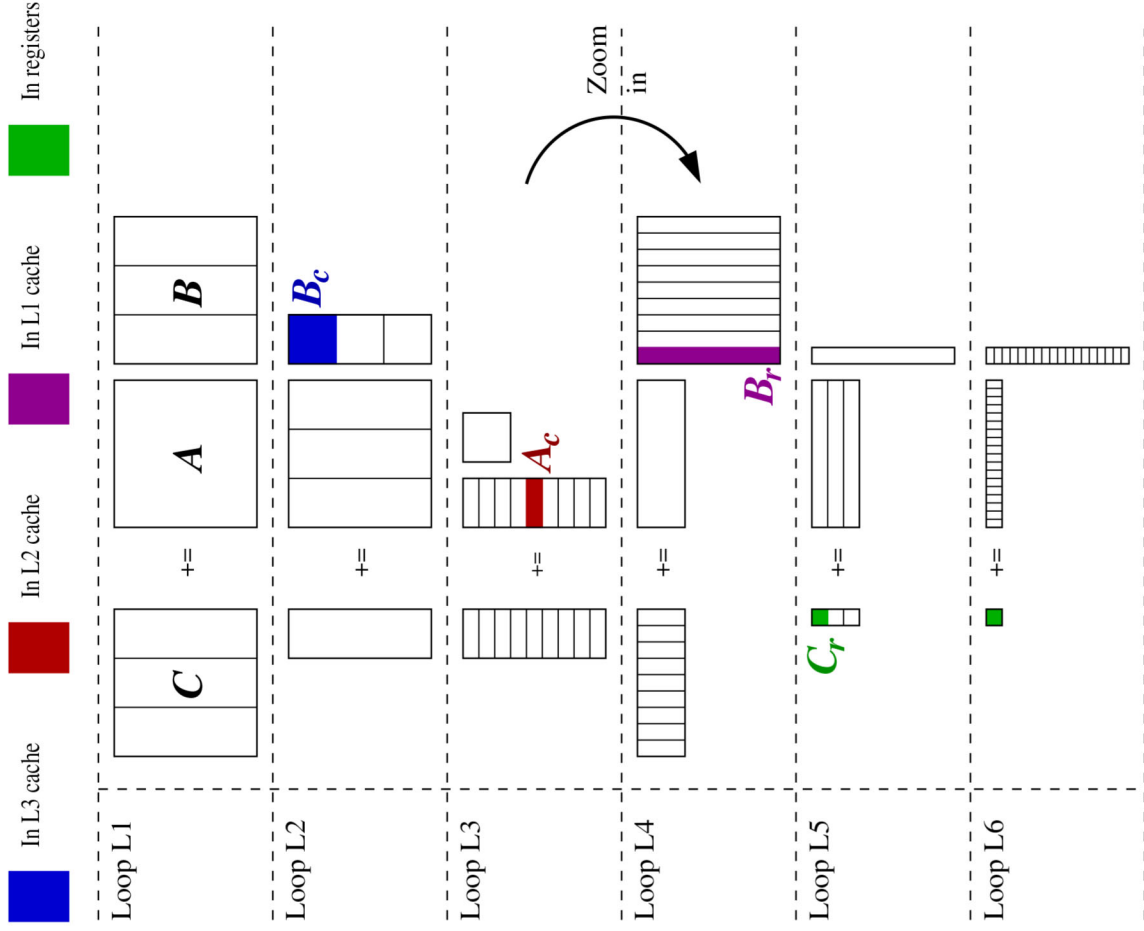 In L3 cache
In L2 cache
In L1 cache
In registers
Loop L1
C
+=
A
B
Loop L2
+=
B_c
Loop L3
+=
A_c
Zoom
in
Loop L4
+=
B_r
Loop L5
C_r
+=
Loop L6
+=